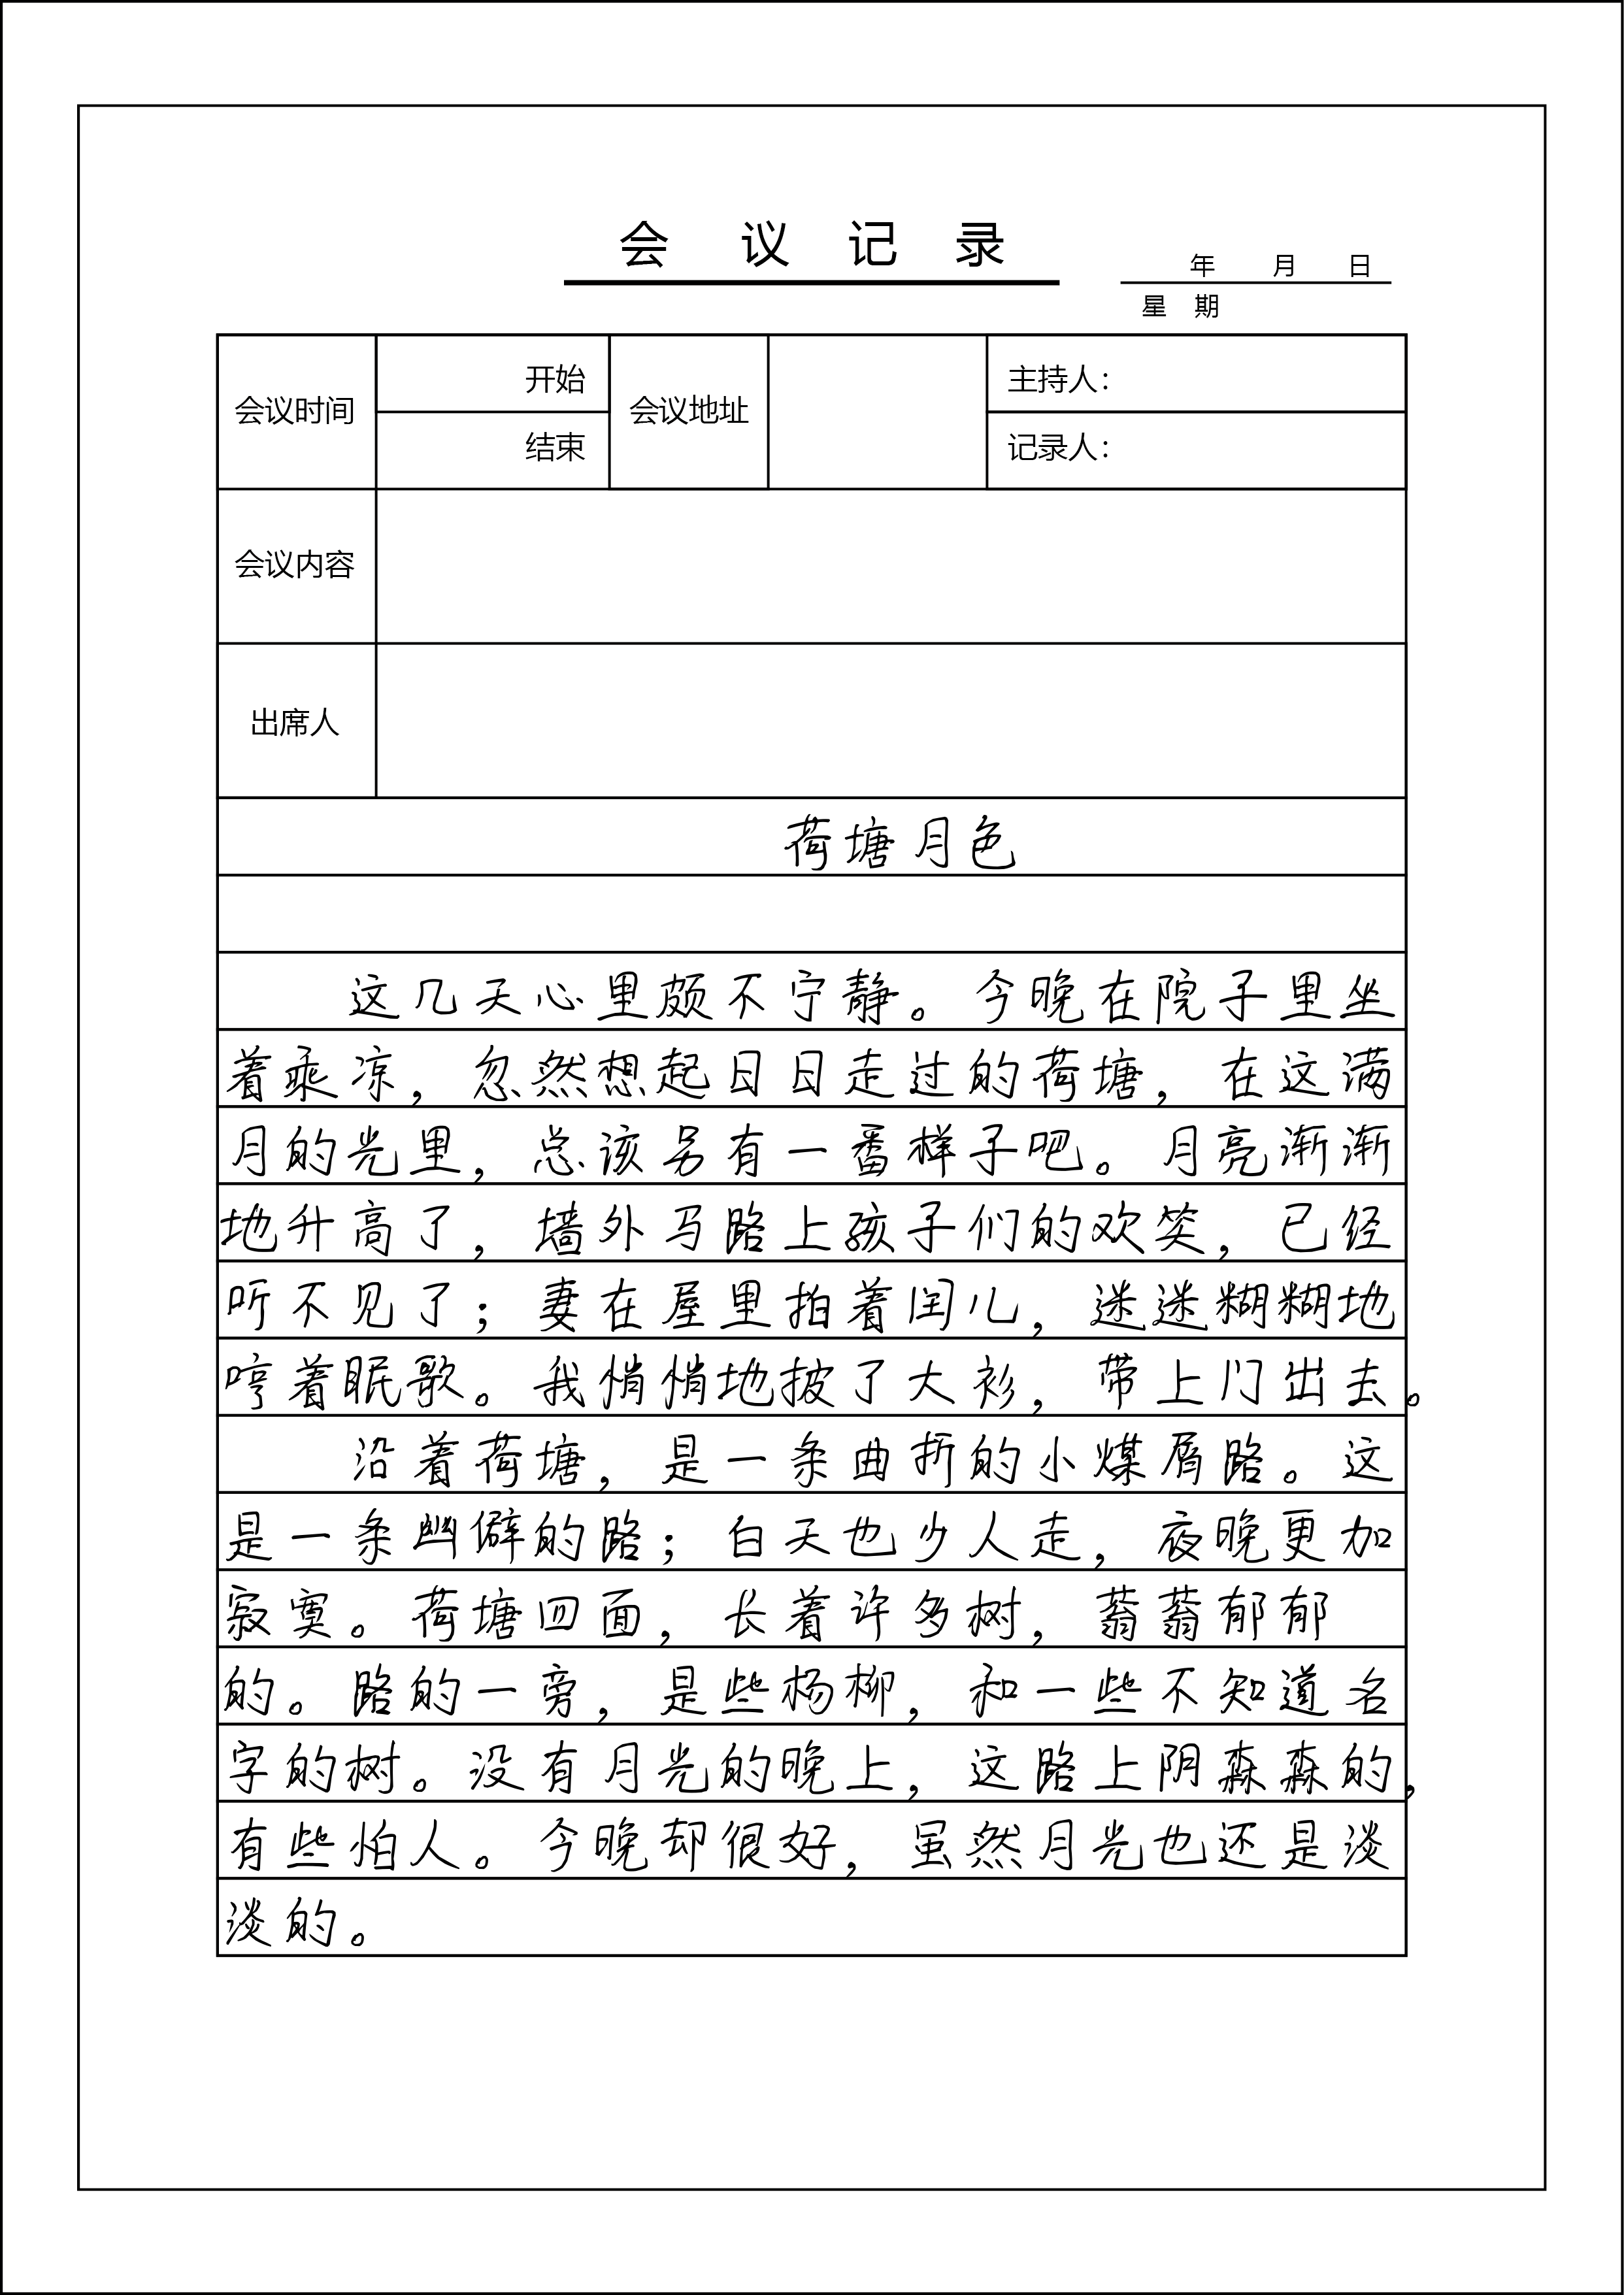 会 议 记 录
年 月 日
星 期
会议时间 开始 会议地址 主持人：
结束 记录人：
会议内容
出席人
荷塘月色
这几天心里颇不宁静。今晚在院子里坐
着乘凉，忽然想起日日走过的荷塘，在这满
月的光里，总该另有一番样子吧。月亮渐渐
地升高了，墙外马路上孩子们的欢笑，已经
听不见了；妻在屋里拍着闰儿，迷迷糊糊地
哼着眠歌。我悄悄地披了大衫，带上门出去。
沿着荷塘，是一条曲折的小煤屑路。这
是一条幽僻的路；白天也少人走，夜晚更加
寂寞。荷塘四面，长着许多树，蓊蓊郁郁
的。路的一旁，是些杨柳，和一些不知道名
字的树。没有月光的晚上，这路上阴森森的，
有些怕人。今晚却很好，虽然月光也还是淡
淡的。